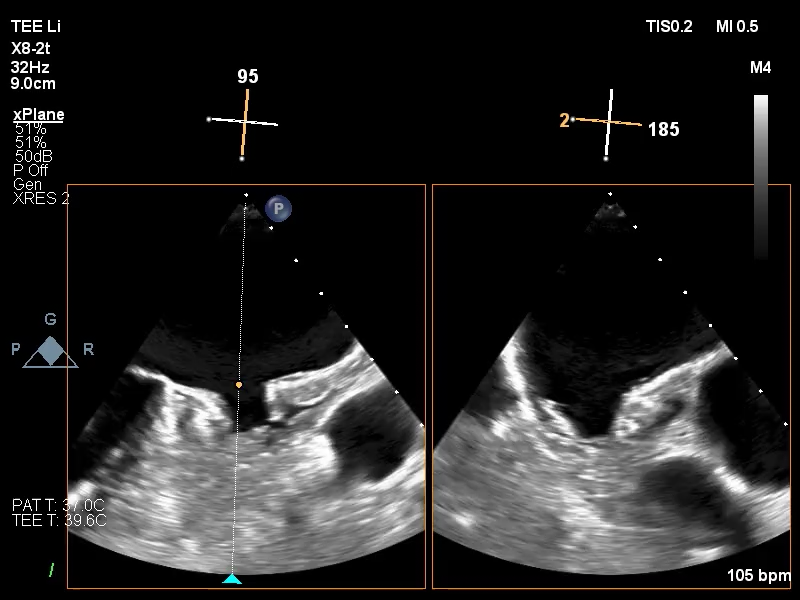 TEE Li
X8-2t
32Hz
9.0cm
xPlane
51%
51%
50dB
P Off
Gen
XRES 2
TIS0.2 MI 0.5
M4
95
2 185
P
G
P R
PAT T: 37.0C
TEE T: 39.6C
105 bpm